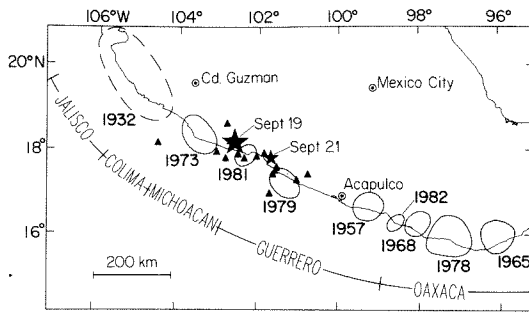 106°W 104° 102° 100° 98° 96°
20°N
18°
16°
Cd. Guzman
Mexico City
1932
Sept 19
1973
1981
Sept 21
1979
Acapulco
1982
1957
1968
1978
1965
JALISCO
COLIMA
MICHOACAN
GUERRERO
OAXACA
200 km